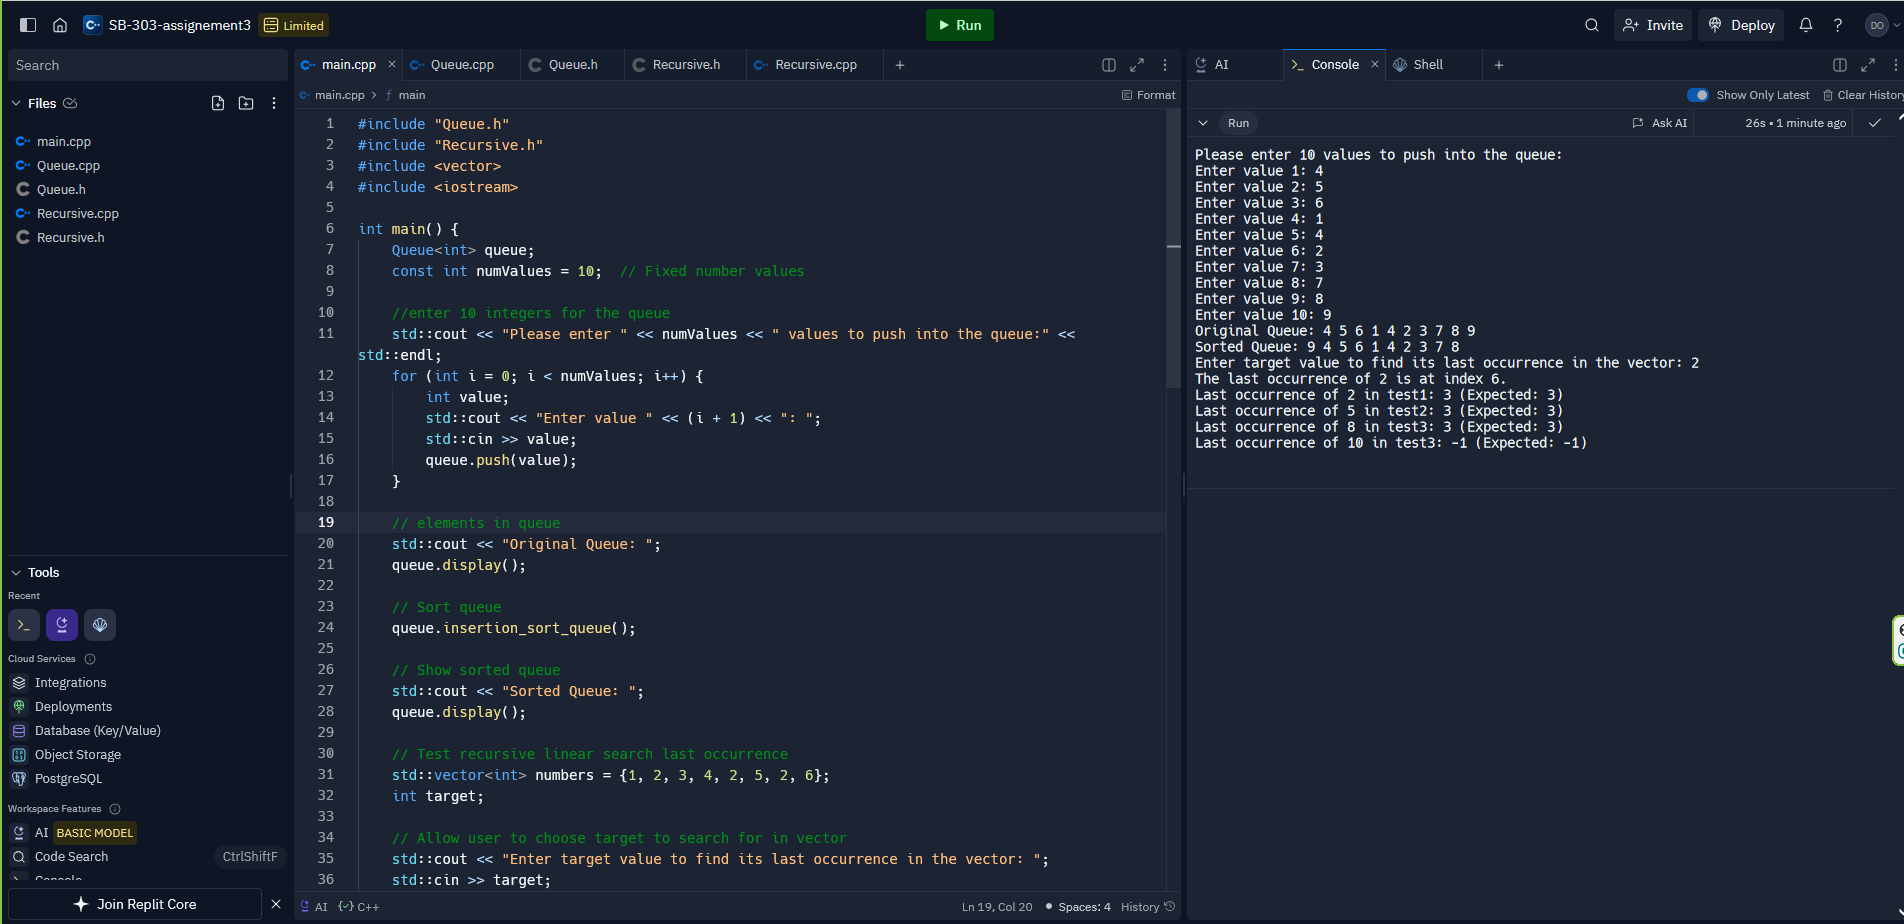 SB-303-assignement3
Limited
Run
Invite
Deploy
DO
Search
Files
main.cpp
Queue.cpp
Queue.h
Recursive.cpp
Recursive.h
Tools
Recent
Cloud Services
Integrations
Deployments
Database (Key/Value)
Object Storage
PostgreSQL
Workspace Features
AI BASIC MODEL
Code Search CtrlShiftF
Console
Join Replit Core
main.cpp
Queue.cpp
Queue.h
Recursive.h
Recursive.cpp
main.cpp > main
Format
1 #include "Queue.h"
2 #include "Recursive.h"
3 #include <vector>
4 #include <iostream>
5
6 int main() {
7 Queue<int> queue;
8 const int numValues = 10; // Fixed number values
9
10 //enter 10 integers for the queue
11 std::cout << "Please enter " << numValues << " values to push into the queue:" <<
std::endl;
12 for (int i = 0; i < numValues; i++) {
13 int value;
14 std::cout << "Enter value " << (i + 1) << ": ";
15 std::cin >> value;
16 queue.push(value);
17 }
18
19 // elements in queue
20 std::cout << "Original Queue: ";
21 queue.display();
22
23 // Sort queue
24 queue.insertion_sort_queue();
25
26 // Show sorted queue
27 std::cout << "Sorted Queue: ";
28 queue.display();
29
30 // Test recursive linear search last occurrence
31 std::vector<int> numbers = {1, 2, 3, 4, 2, 5, 2, 6};
32 int target;
33
34 // Allow user to choose target to search for in vector
35 std::cout << "Enter target value to find its last occurrence in the vector: ";
36 std::cin >> target;
AI C++
Ln 19, Col 20 Spaces: 4 History
AI
Console
Shell
Show Only Latest Clear History
Run
Ask AI
26s • 1 minute ago
Please enter 10 values to push into the queue:
Enter value 1: 4
Enter value 2: 5
Enter value 3: 6
Enter value 4: 1
Enter value 5: 4
Enter value 6: 2
Enter value 7: 3
Enter value 8: 7
Enter value 9: 8
Enter value 10: 9
Original Queue: 4 5 6 1 4 2 3 7 8 9
Sorted Queue: 9 4 5 6 1 4 2 3 7 8
Enter target value to find its last occurrence in the vector: 2
The last occurrence of 2 is at index 6.
Last occurrence of 2 in test1: 3 (Expected: 3)
Last occurrence of 5 in test2: 3 (Expected: 3)
Last occurrence of 8 in test3: 3 (Expected: 3)
Last occurrence of 10 in test3: -1 (Expected: -1)